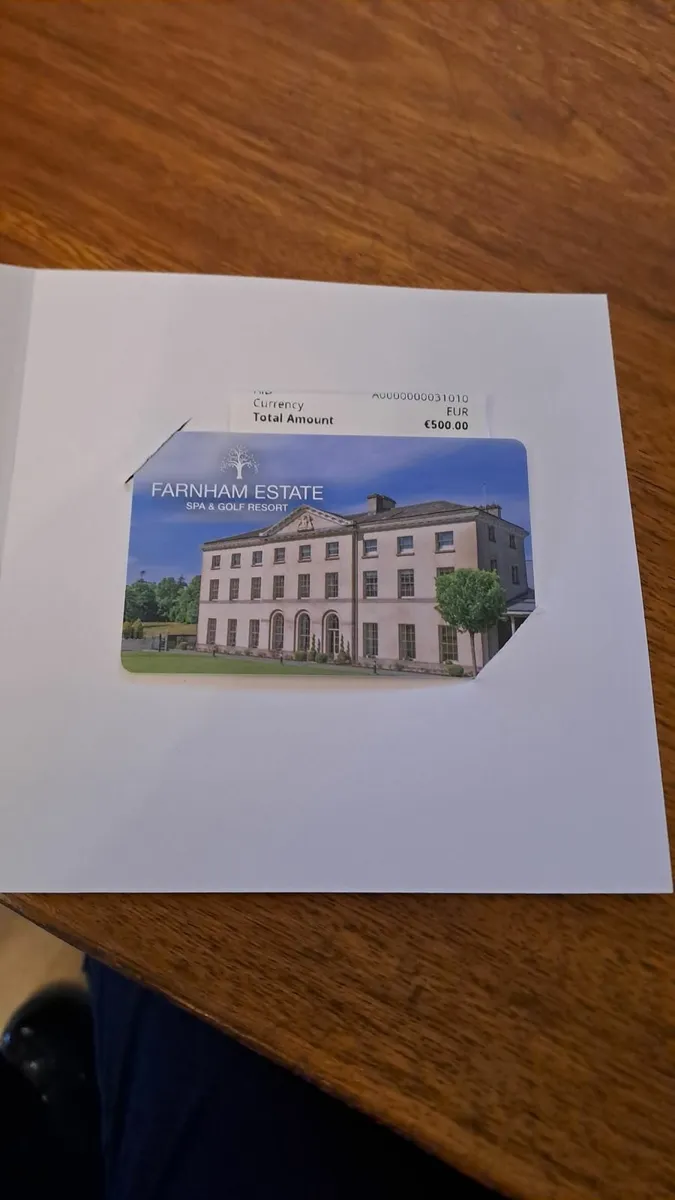 A0000000031010
Currency EUR
Total Amount €500.00
FARNHAM ESTATE
SPA & GOLF RESORT